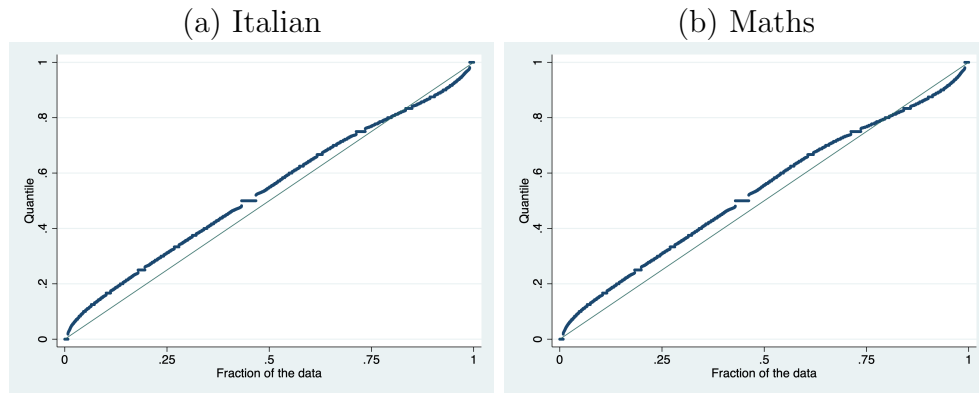 (a) Italian
(b) Maths
Quantile
1
.8
.6
.4
.2
0
0 .25 .5 .75 1
Fraction of the data
Quantile
1
.8
.6
.4
.2
0
0 .25 .5 .75 1
Fraction of the data